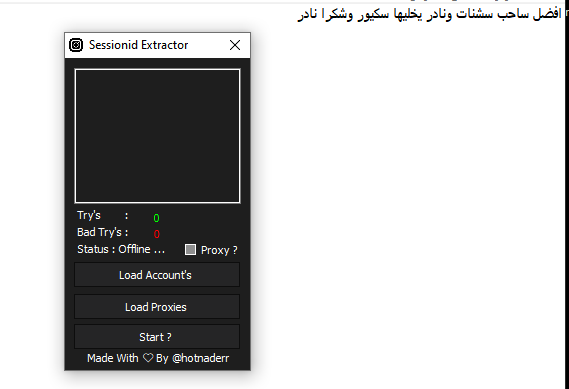 افضل ساحب سشنات ونادر يخليها سكيور وشكرا نادر
Sessionid Extractor
Try's : 0
Bad Try's : 0
Status : Offline ...
Proxy ?
Load Account's
Load Proxies
Start ?
Made With ♡ By @hotnaderr